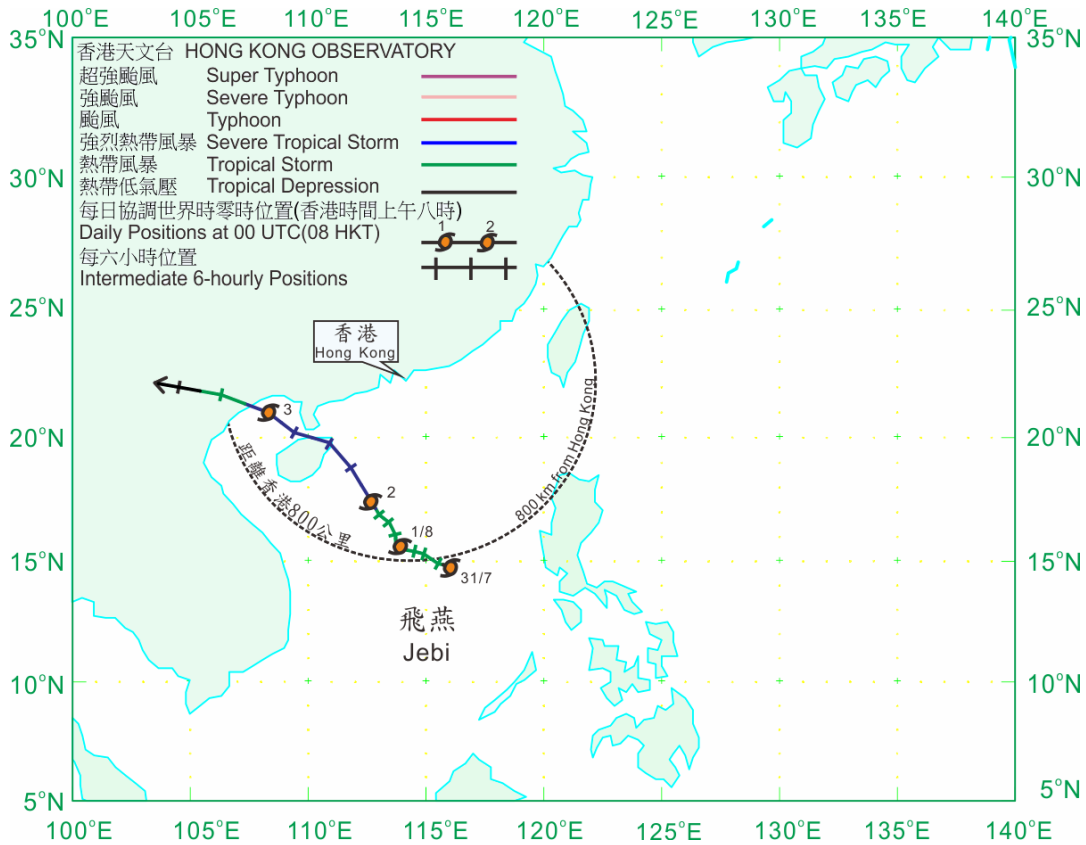 100°E 105°E 110°E 115°E 120°E 125°E 130°E 135°E 140°E
35°N 35°N
香港天文台 HONG KONG OBSERVATORY
超強颱風 Super Typhoon
強颱風 Severe Typhoon
颱風 Typhoon
強烈熱帶風暴 Severe Tropical Storm
熱帶風暴 Tropical Storm
熱帶低氣壓 Tropical Depression
30°N 30°N
每日協調世界時零時位置(香港時間上午八時)
Daily Positions at 00 UTC(08 HKT) 1 2
每六小時位置
Intermediate 6-hourly Positions
25°N 25°N
香港
Hong Kong
3
20°N 20°N
距離香港800公里
800 km from Hong Kong
2
1/8
15°N 15°N
31/7
飛燕
Jebi
10°N 10°N
5°N 5°N
100°E 105°E 110°E 115°E 120°E 125°E 130°E 135°E 140°E